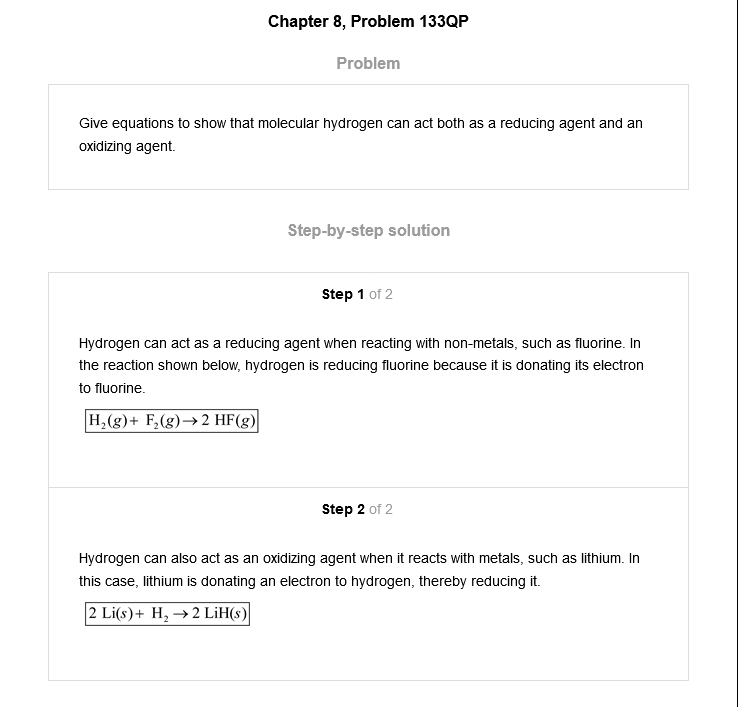 Chapter 8, Problem 133QP
Problem
Give equations to show that molecular hydrogen can act both as a reducing agent and an
oxidizing agent.
Step-by-step solution
Step 1 of 2
Hydrogen can act as a reducing agent when reacting with non-metals, such as fluorine. In
the reaction shown below, hydrogen is reducing fluorine because it is donating its electron
to fluorine.
H₂(g)+ F₂(g)→2 HF(g)
Step 2 of 2
Hydrogen can also act as an oxidizing agent when it reacts with metals, such as lithium. In
this case, lithium is donating an electron to hydrogen, thereby reducing it.
2 Li(s)+ H₂ →2 LiH(s)